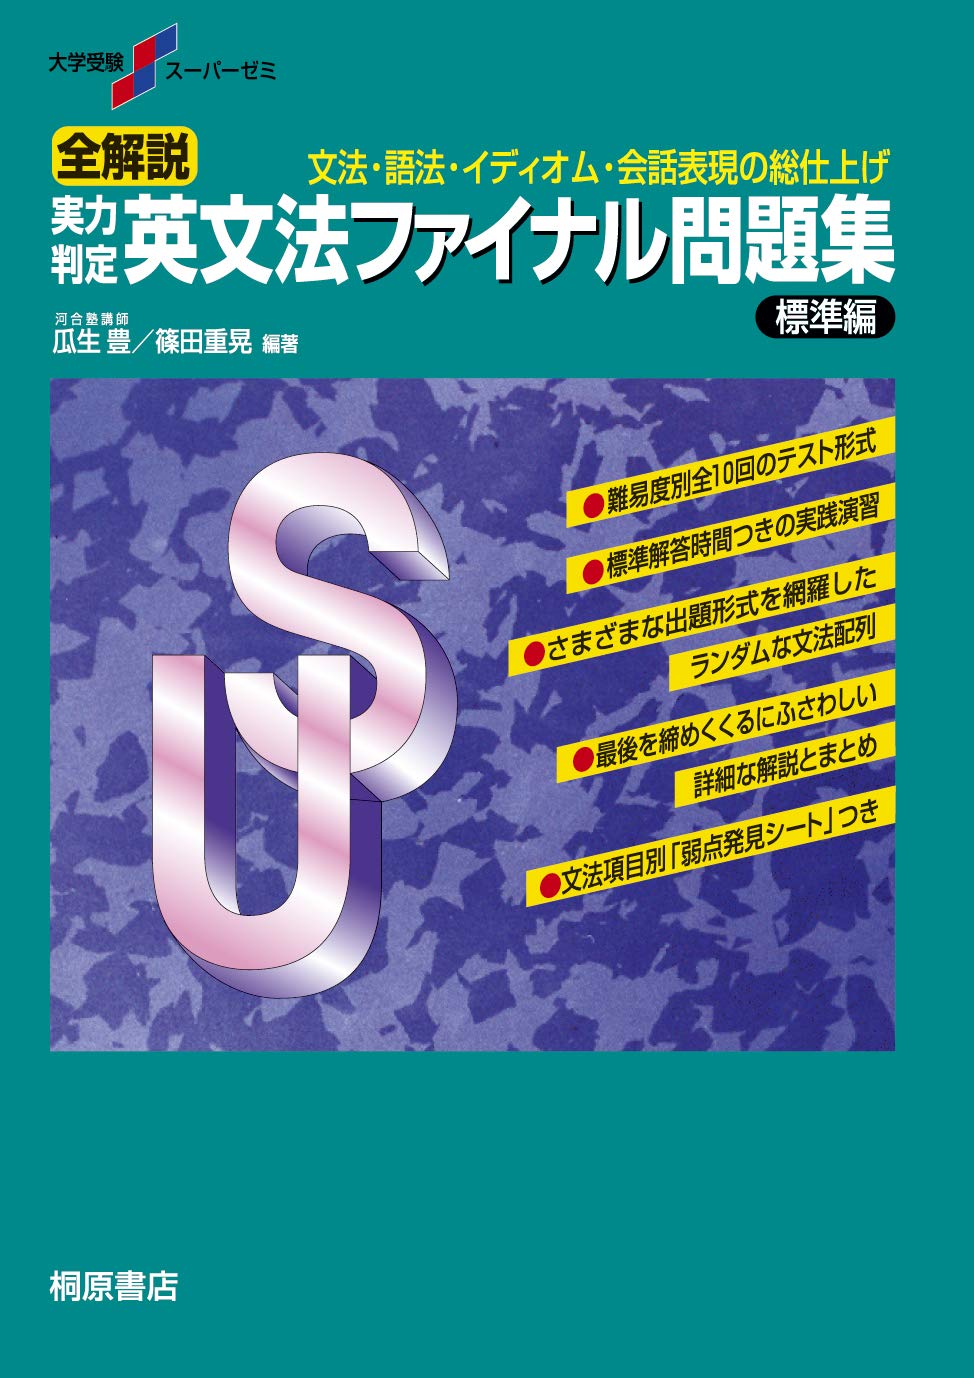 大学受験 スーパーゼミ
全解説
文法・語法・イディオム・会話表現の総仕上げ
実力判定 英文法ファイナル問題集
標準編
河合塾講師
瓜生 豊／篠田重晃 編著
SU
●難易度別全10回のテスト形式
●標準解答時間つきの実践演習
●さまざまな出題形式を網羅した
ランダムな文法配列
●最後を締めくくるにふさわしい
詳細な解説とまとめ
●文法項目別「弱点発見シート」つき
桐原書店